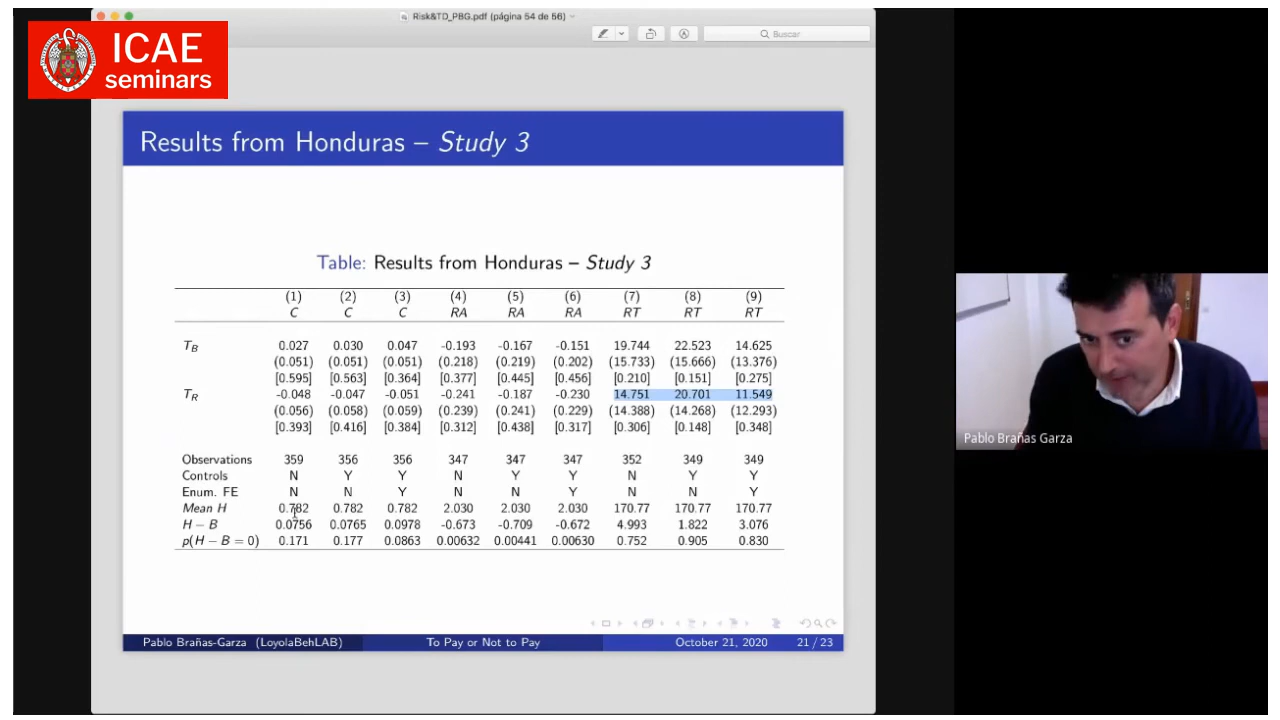 Risk&TD_PBG.pdf (página 54 de 56)
Buscar
ICAE
seminars
Results from Honduras – Study 3
Table: Results from Honduras – Study 3
(1) (2) (3) (4) (5) (6) (7) (8) (9)
C C C RA RA RA RT RT RT
T_B 0.027 0.030 0.047 -0.193 -0.167 -0.151 19.744 22.523 14.625
(0.051) (0.051) (0.051) (0.218) (0.219) (0.202) (15.733) (15.666) (13.376)
[0.595] [0.563] [0.364] [0.377] [0.445] [0.456] [0.210] [0.151] [0.275]
T_R -0.048 -0.047 -0.051 -0.241 -0.187 -0.230 14.751 20.701 11.549
(0.056) (0.058) (0.059) (0.239) (0.241) (0.229) (14.388) (14.268) (12.293)
[0.393] [0.416] [0.384] [0.312] [0.438] [0.317] [0.306] [0.148] [0.348]
Observations 359 356 356 347 347 347 352 349 349
Controls N Y Y N Y Y N Y Y
Enum. FE N N Y N N Y N N Y
Mean H 0.782 0.782 0.782 2.030 2.030 2.030 170.77 170.77 170.77
H − B 0.0756 0.0765 0.0978 -0.673 -0.709 -0.672 4.993 1.822 3.076
p(H − B = 0) 0.171 0.177 0.0863 0.00632 0.00441 0.00630 0.752 0.905 0.830
Pablo Brañas-Garza (LoyolaBehLAB) To Pay or Not to Pay October 21, 2020 21 / 23
Pablo Brañas Garza